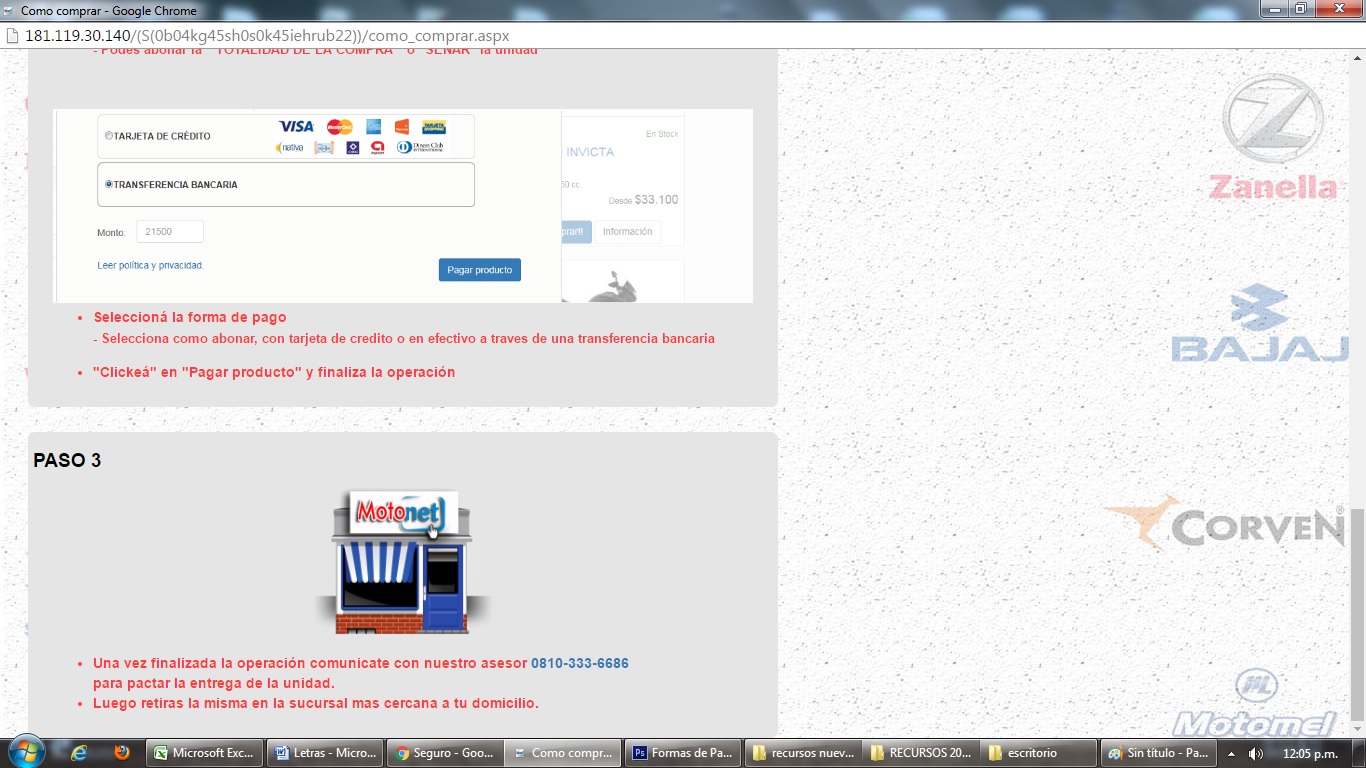 Como comprar - Google Chrome
181.119.30.140/(S(0b04kg45sh0s0k45iehrub22))/como_comprar.aspx
- Podes abonar la "TOTALIDAD DE LA COMPRA" o "SEÑAR" la unidad
TARJETA DE CRÉDITO
VISA MasterCard TARJETA SHOPPING
nativa Diners Club INTERNATIONAL
TRANSFERENCIA BANCARIA
Monto: 21500
Leer política y privacidad.
Pagar producto
En Stock
INVICTA
50 cc.
Desde $33.100
prar!! Información
• Seleccioná la forma de pago
- Selecciona como abonar, con tarjeta de credito o en efectivo a traves de una transferencia bancaria
• "Clickeá" en "Pagar producto" y finaliza la operación
PASO 3
Motonet
• Una vez finalizada la operación comunicate con nuestro asesor 0810-333-6686
para pactar la entrega de la unidad.
• Luego retiras la misma en la sucursal mas cercana a tu domicilio.
Zanella
BAJAJ
CORVEN®
Motomel
Microsoft Exc...
Letras - Micro...
Seguro - Goo...
Como compr...
Formas de Pa...
recursos nuev...
RECURSOS 20...
escritorio
Sin título - Pa...
12:05 p.m.